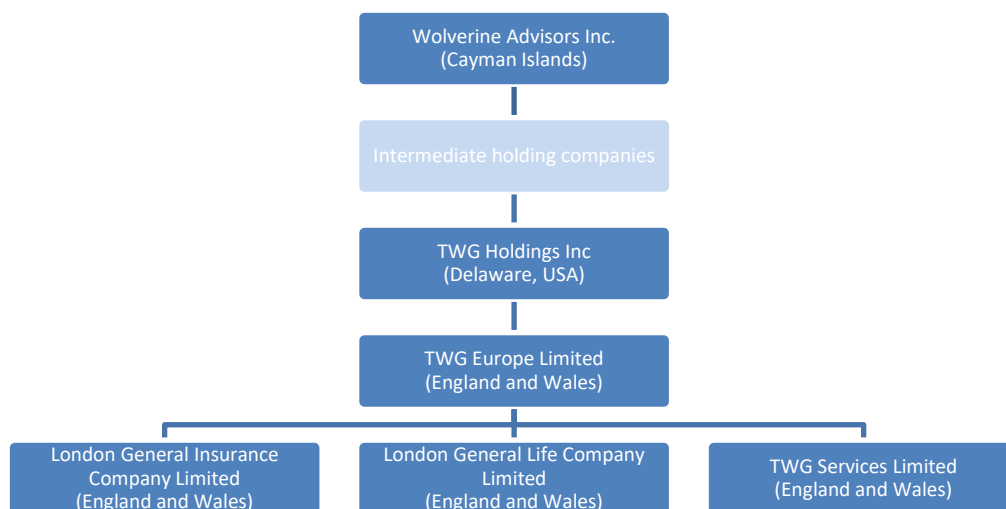 Wolverine Advisors Inc.
(Cayman Islands)
Intermediate holding companies
TWG Holdings Inc
(Delaware, USA)
TWG Europe Limited
(England and Wales)
London General Insurance
Company Limited
(England and Wales)
London General Life Company
Limited
(England and Wales)
TWG Services Limited
(England and Wales)